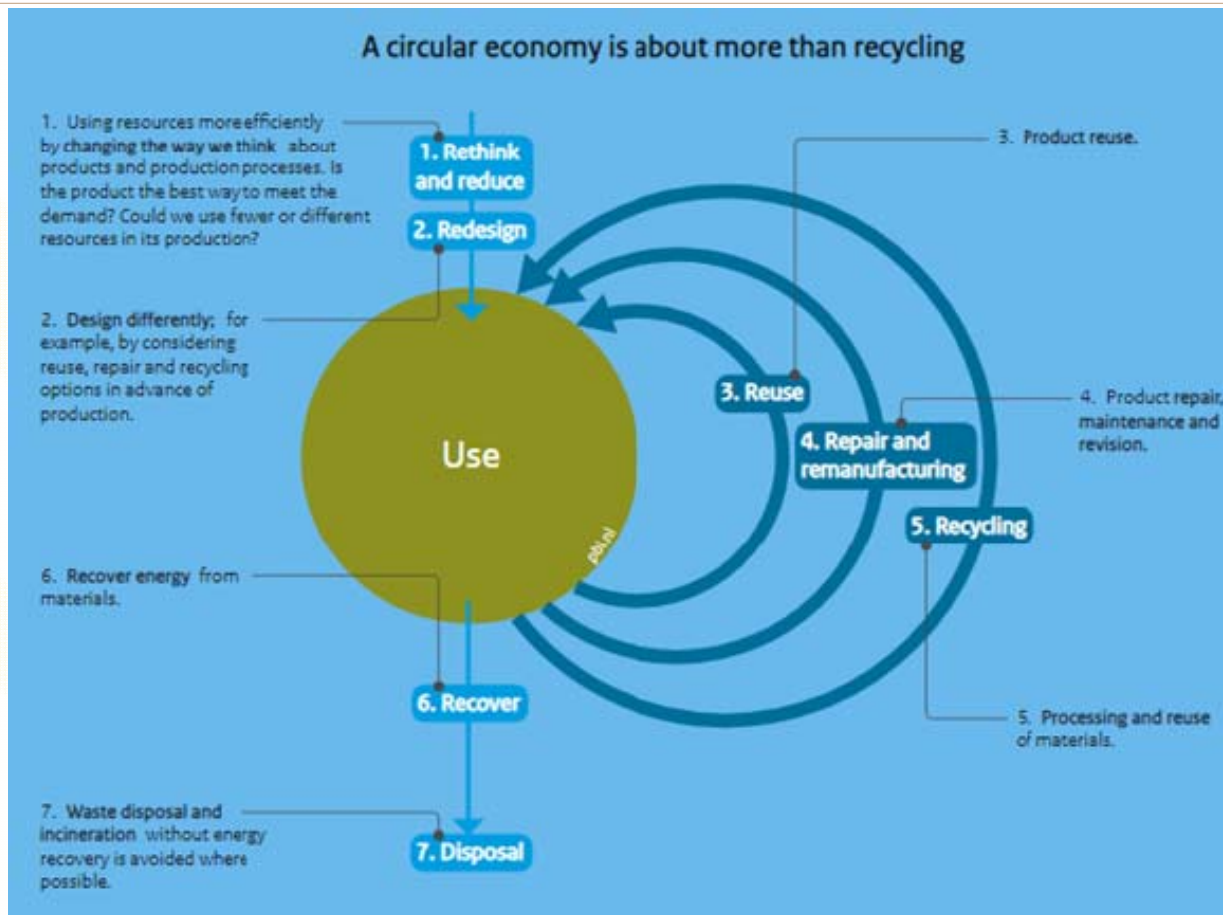 A circular economy is about more than recycling
1. Using resources more efficiently
by changing the way we think about
products and production processes. Is
the product the best way to meet the
demand? Could we use fewer or different
resources in its production?
1. Rethink
and reduce
2. Redesign
2. Design differently; for
example, by considering
reuse, repair and recycling
options in advance of
production.
3. Product reuse.
3. Reuse
4. Product repair,
maintenance and
revision.
4. Repair and
remanufacturing
Use
pbl.nl
5. Recycling
5. Processing and reuse
of materials.
6. Recover energy from
materials.
6. Recover
7. Waste disposal and
incineration without energy
recovery is avoided where
possible.
7. Disposal